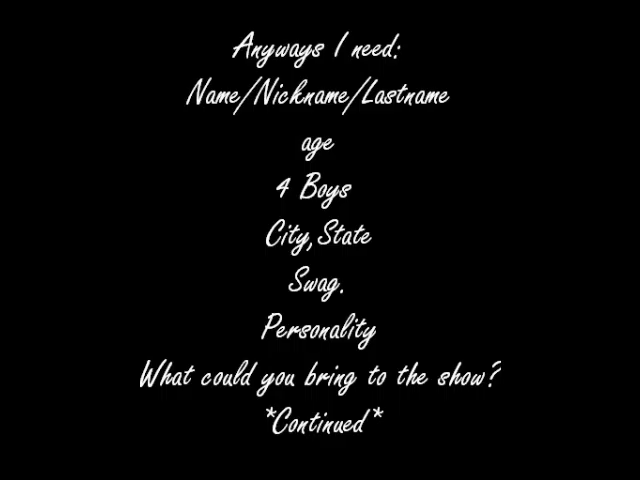 Anyways I need:
Name/Nickname/Lastname
age
4 Boys
City,State
Swag.
Personality
What could you bring to the show?
*Continued*